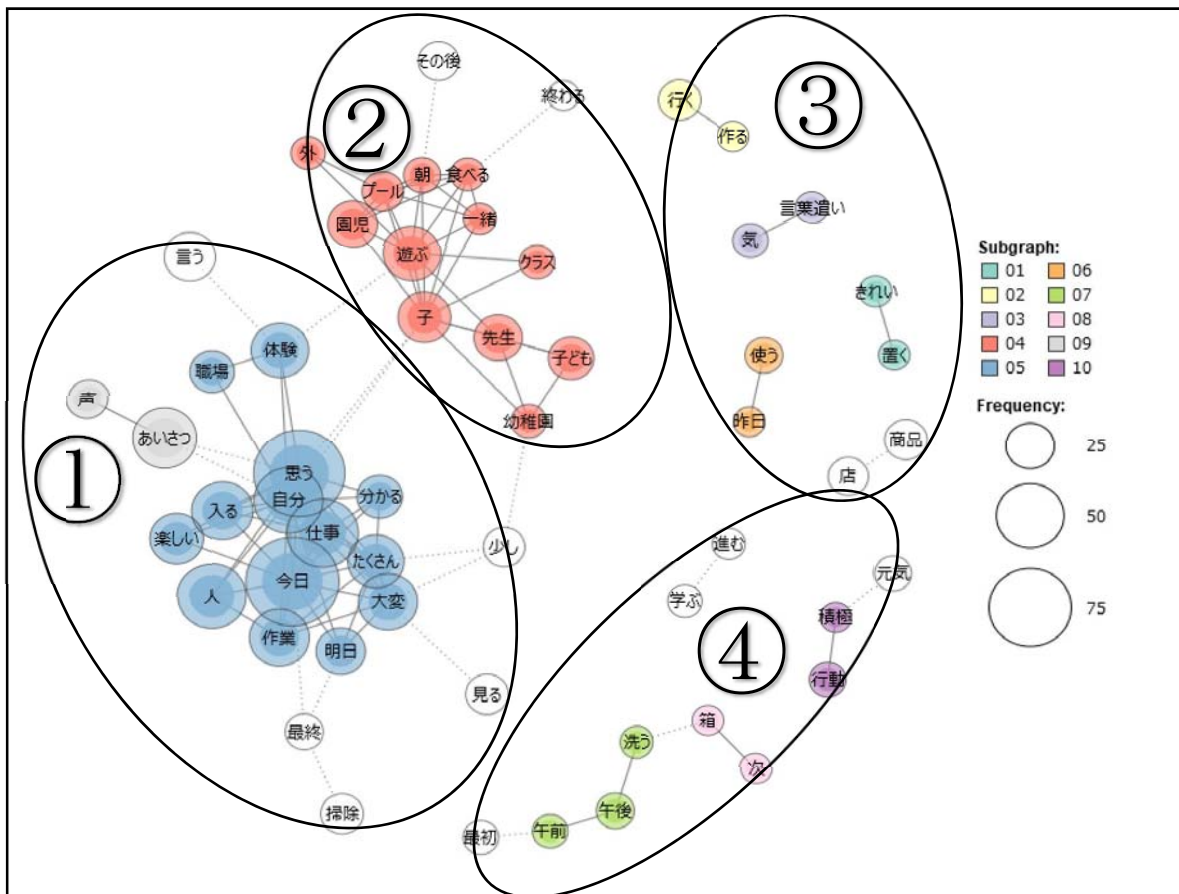 その後
終わる
②
外
朝
食べる
プール
園児
一緒
遊ぶ
クラス
子
先生
子ども
幼稚園
③
行く
作る
言葉遣い
気
きれい
使う
置く
昨日
商品
店
Subgraph:
01 06
02 07
03 08
04 09
05 10
Frequency:
25
50
75
言う
体験
職場
声
あいさつ
①
思う
自分
分かる
入る
仕事
楽しい
たくさん
今日
人
大変
作業
明日
少し
見る
最終
掃除
進む
元気
学ぶ
④
積極
行動
箱
洗う
次
午後
午前
最初